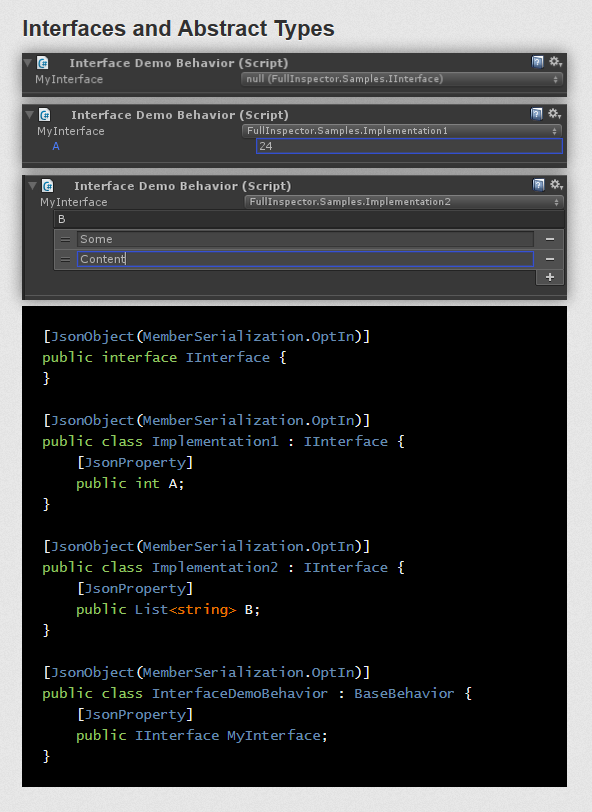 Interfaces and Abstract Types
Interface Demo Behavior (Script)
MyInterface null (FullInspector.Samples.IInterface)
Interface Demo Behavior (Script)
MyInterface FullInspector.Samples.Implementation1
A 24
Interface Demo Behavior (Script)
MyInterface FullInspector.Samples.Implementation2
B
Some
Content
[JsonObject(MemberSerialization.OptIn)]
public interface IInterface {
}
[JsonObject(MemberSerialization.OptIn)]
public class Implementation1 : IInterface {
[JsonProperty]
public int A;
}
[JsonObject(MemberSerialization.OptIn)]
public class Implementation2 : IInterface {
[JsonProperty]
public List<string> B;
}
[JsonObject(MemberSerialization.OptIn)]
public class InterfaceDemoBehavior : BaseBehavior {
[JsonProperty]
public IInterface MyInterface;
}